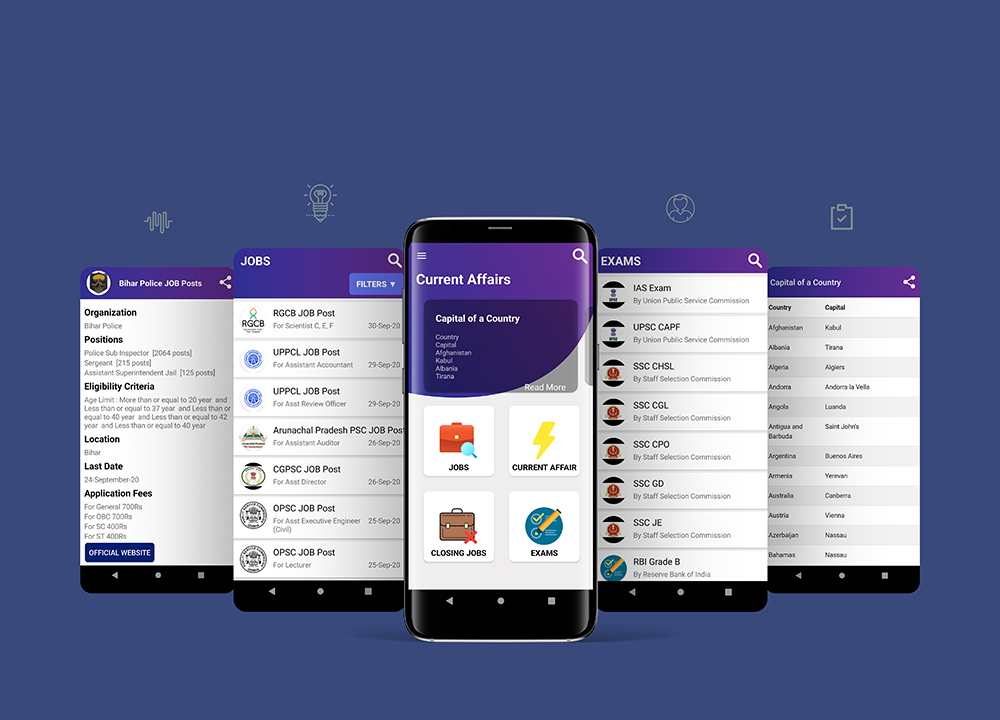 Bihar Police JOB Posts
Organization
Bihar Police
Positions
Police Sub Inspector [2064 posts]
Sergeant [215 posts]
Assistant Superintendent Jail [125 posts]
Eligibility Criteria
Age Limit : More than or equal to 20 year and
Less than or equal to 37 year and Less than or
equal to 40 year and Less than or equal to 42
year and Less than or equal to 40 year
Location
Bihar
Last Date
24-September-20
Application Fees
For General 700Rs
For OBC 700Rs
For SC 400Rs
For ST 400Rs
OFFICIAL WEBSITE
JOBS
FILTERS ▼
RGCB
RGCB JOB Post
For Scientist C, E, F 30-Sep-20
UPPCL JOB Post
For Assistant Accountant 29-Sep-20
UPPCL JOB Post
For Asst Review Officer 29-Sep-20
Arunachal Pradesh PSC JOB Post
For Assistant Auditor 26-Sep-20
CGPSC JOB Post
For Asst Director 26-Sep-20
OPSC JOB Post
For Asst Executive Engineer 25-Sep-20
(Civil)
OPSC JOB Post
For Lecturer 25-Sep-20
Current Affairs
Capital of a Country
Country
Capital
Afghanistan
Kabul
Albania
Tirana
Read More
JOBS
CURRENT AFFAIR
CLOSING JOBS
EXAMS
EXAMS
IAS Exam
By Union Public Service Commission
UPSC CAPF
By Union Public Service Commission
SSC CHSL
By Staff Selection Commission
SSC CGL
By Staff Selection Commission
SSC CPO
By Staff Selection Commission
SSC GD
By Staff Selection Commission
SSC JE
By Staff Selection Commission
RBI Grade B
By Reserve Bank of India
Capital of a Country
Country Capital
Afghanistan Kabul
Albania Tirana
Algeria Algiers
Andorra Andorra la Vella
Angola Luanda
Antigua and Saint John's
Barbuda
Argentina Buenos Aires
Armenia Yerevan
Australia Canberra
Austria Vienna
Azerbaijan Nassau
Bahamas Nassau